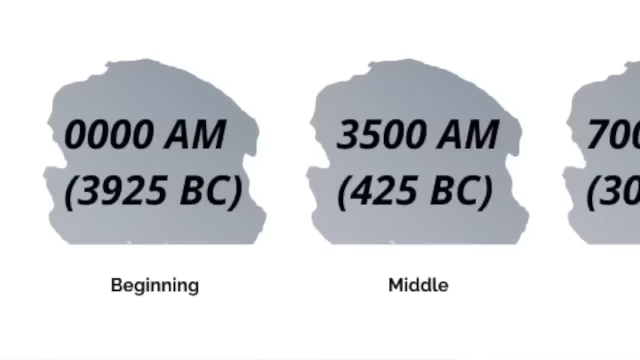 0000 AM
(3925 BC)
Beginning
3500 AM
(425 BC)
Middle